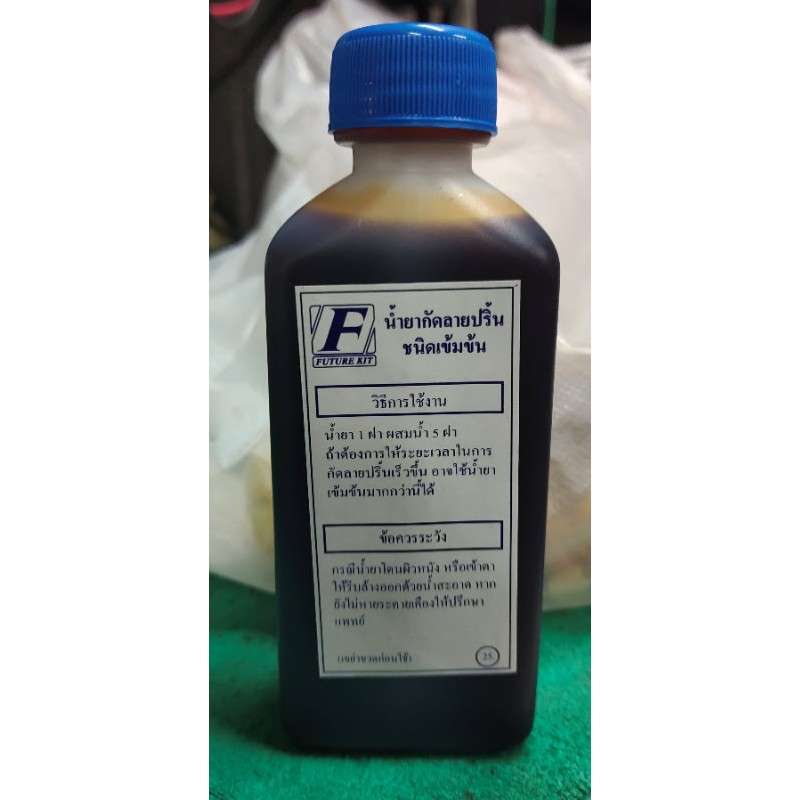 F
FUTURE KIT
น้ำยากัดลายปริ้น
ชนิดเข้มข้น
วิธีการใช้งาน
น้ำยา 1 ฝา ผสมน้ำ 5 ฝา
ถ้าต้องการให้ระยะเวลาในการ
กัดลายปริ้นเร็วขึ้น อาจใช้น้ำยา
เข้มข้นมากกว่านี้ได้
ข้อควรระวัง
กรณีน้ำยาโดนผิวหนัง หรือเข้าตา
ให้รีบล้างออกด้วยน้ำสะอาด หาก
ยังไม่หายระคายเคืองให้ปรึกษา
แพทย์
(เขย่าขวดก่อนใช้)
25.